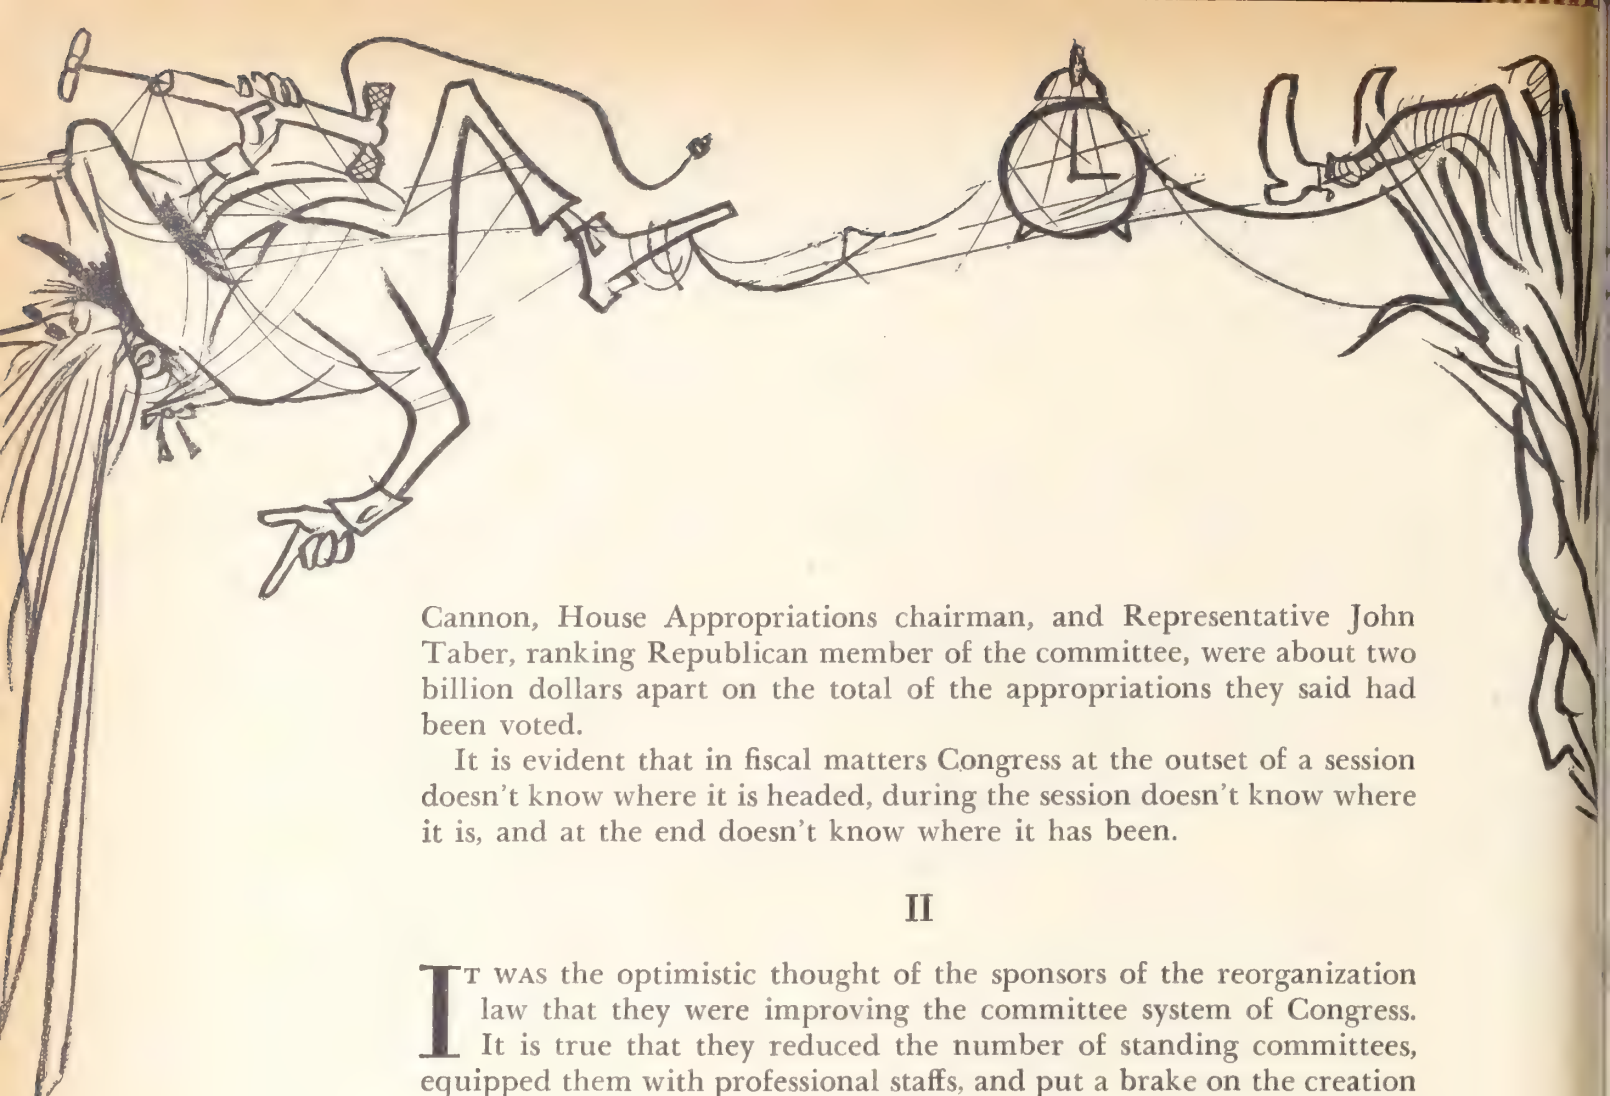 Cannon, House Appropriations chairman, and Representative John
Taber, ranking Republican member of the committee, were about two
billion dollars apart on the total of the appropriations they said had
been voted.
It is evident that in fiscal matters Congress at the outset of a session
doesn't know where it is headed, during the session doesn't know where
it is, and at the end doesn't know where it has been.
II
IT WAS the optimistic thought of the sponsors of the reorganization
law that they were improving the committee system of Congress.
It is true that they reduced the number of standing committees,
equipped them with professional staffs, and put a brake on the creation